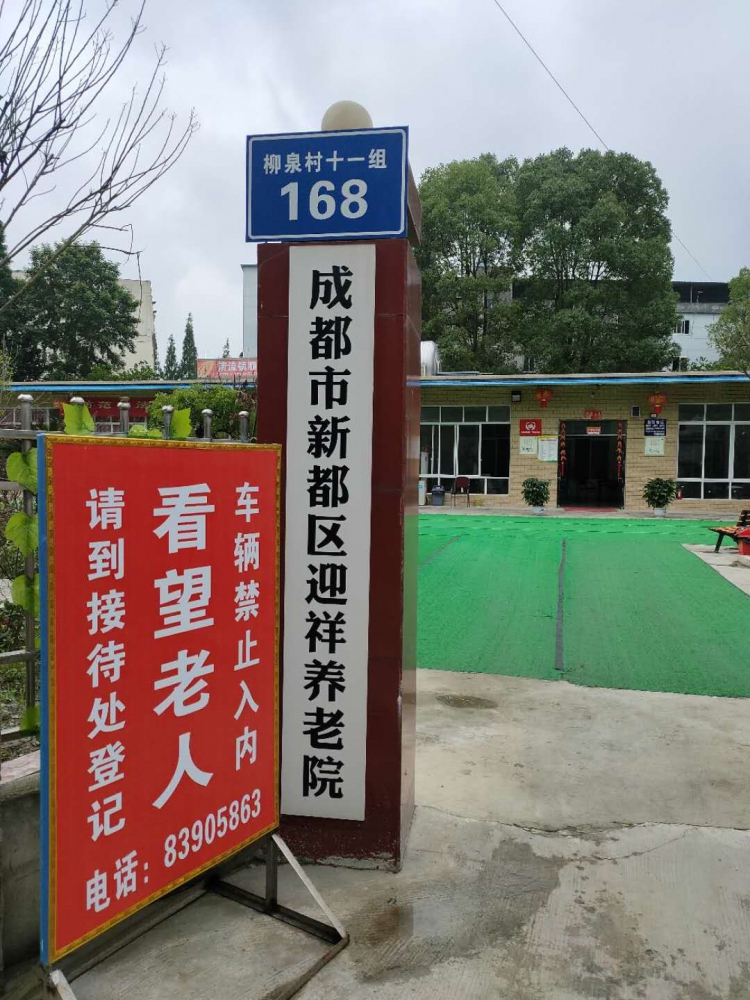 柳泉村十一组
168
成都市新都区迎祥养老院
车辆禁止入内
看望老人
请到接待处登记
电话：83905863